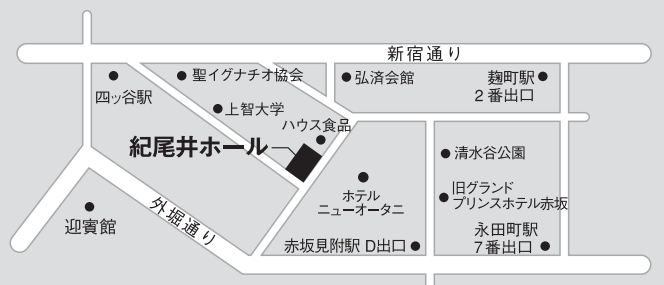 新宿通り
聖イグナチオ協会
弘済会館
麹町駅
2番出口
四ッ谷駅
上智大学
ハウス食品
紀尾井ホール
清水谷公園
ホテル
ニューオータニ
旧グランド
プリンスホテル赤坂
迎賓館
外堀通り
赤坂見附駅 D出口
永田町駅
7番出口